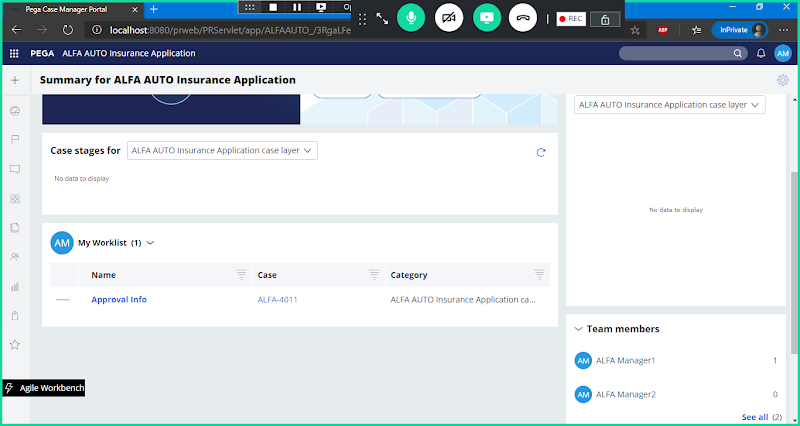 Pega Case Manager Portal
Op
REC
localhost:8080/prweb/PRServlet/app/ALFAAUTO_/3RgaLFe
ABP
InPrivate
PEGA ALFA AUTO Insurance Application
AM
Summary for ALFA AUTO Insurance Application
ALFA AUTO Insurance Application case layer
Case stages for ALFA AUTO Insurance Application case layer
No data to display
No data to display
AM My Worklist (1)
Name Case Category
Approval Info ALFA-4011 ALFA AUTO Insurance Application ca...
Team members
AM ALFA Manager1 1
Agile Workbench
AM ALFA Manager2 0
See all (2)